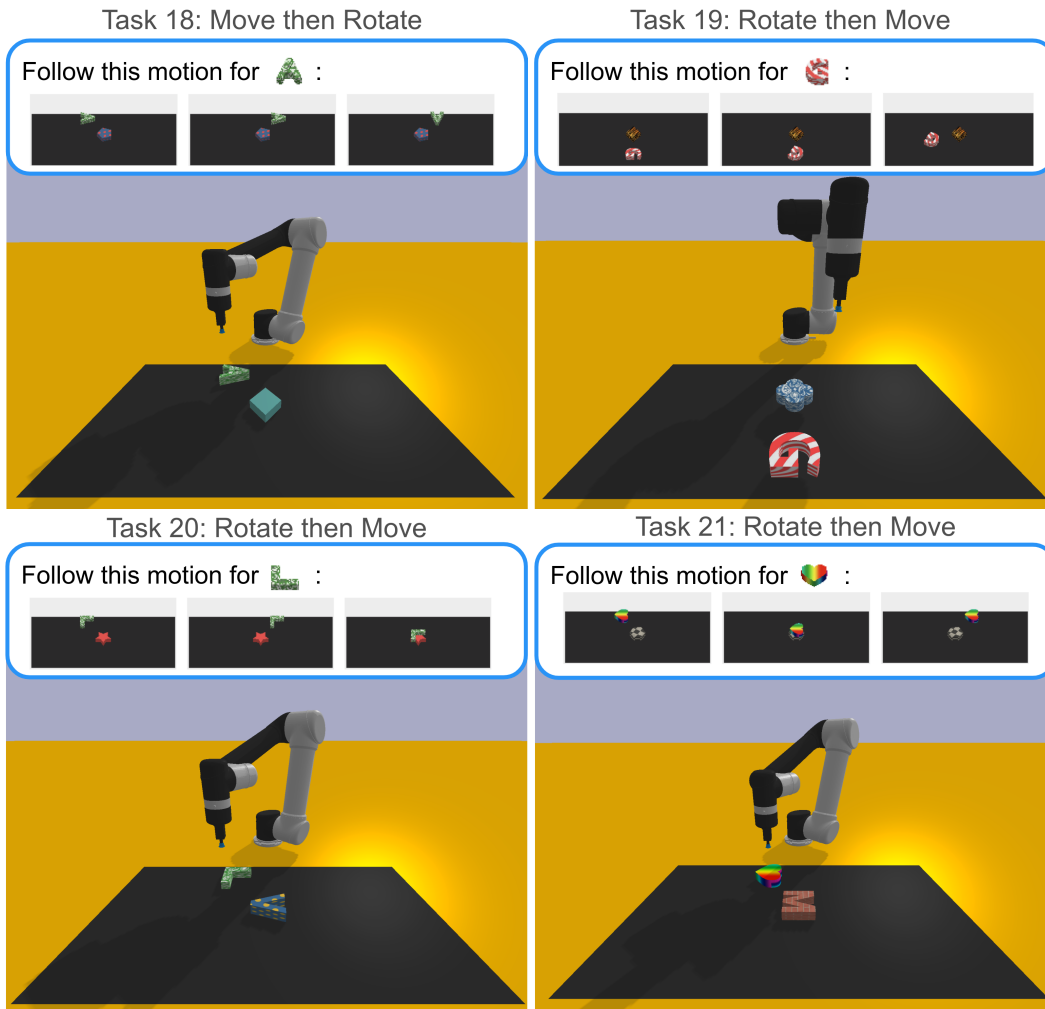 Task 18: Move then Rotate
Follow this motion for A :
Task 19: Rotate then Move
Follow this motion for G :
Task 20: Rotate then Move
Follow this motion for L :
Task 21: Rotate then Move
Follow this motion for :
A
G
L
V
M